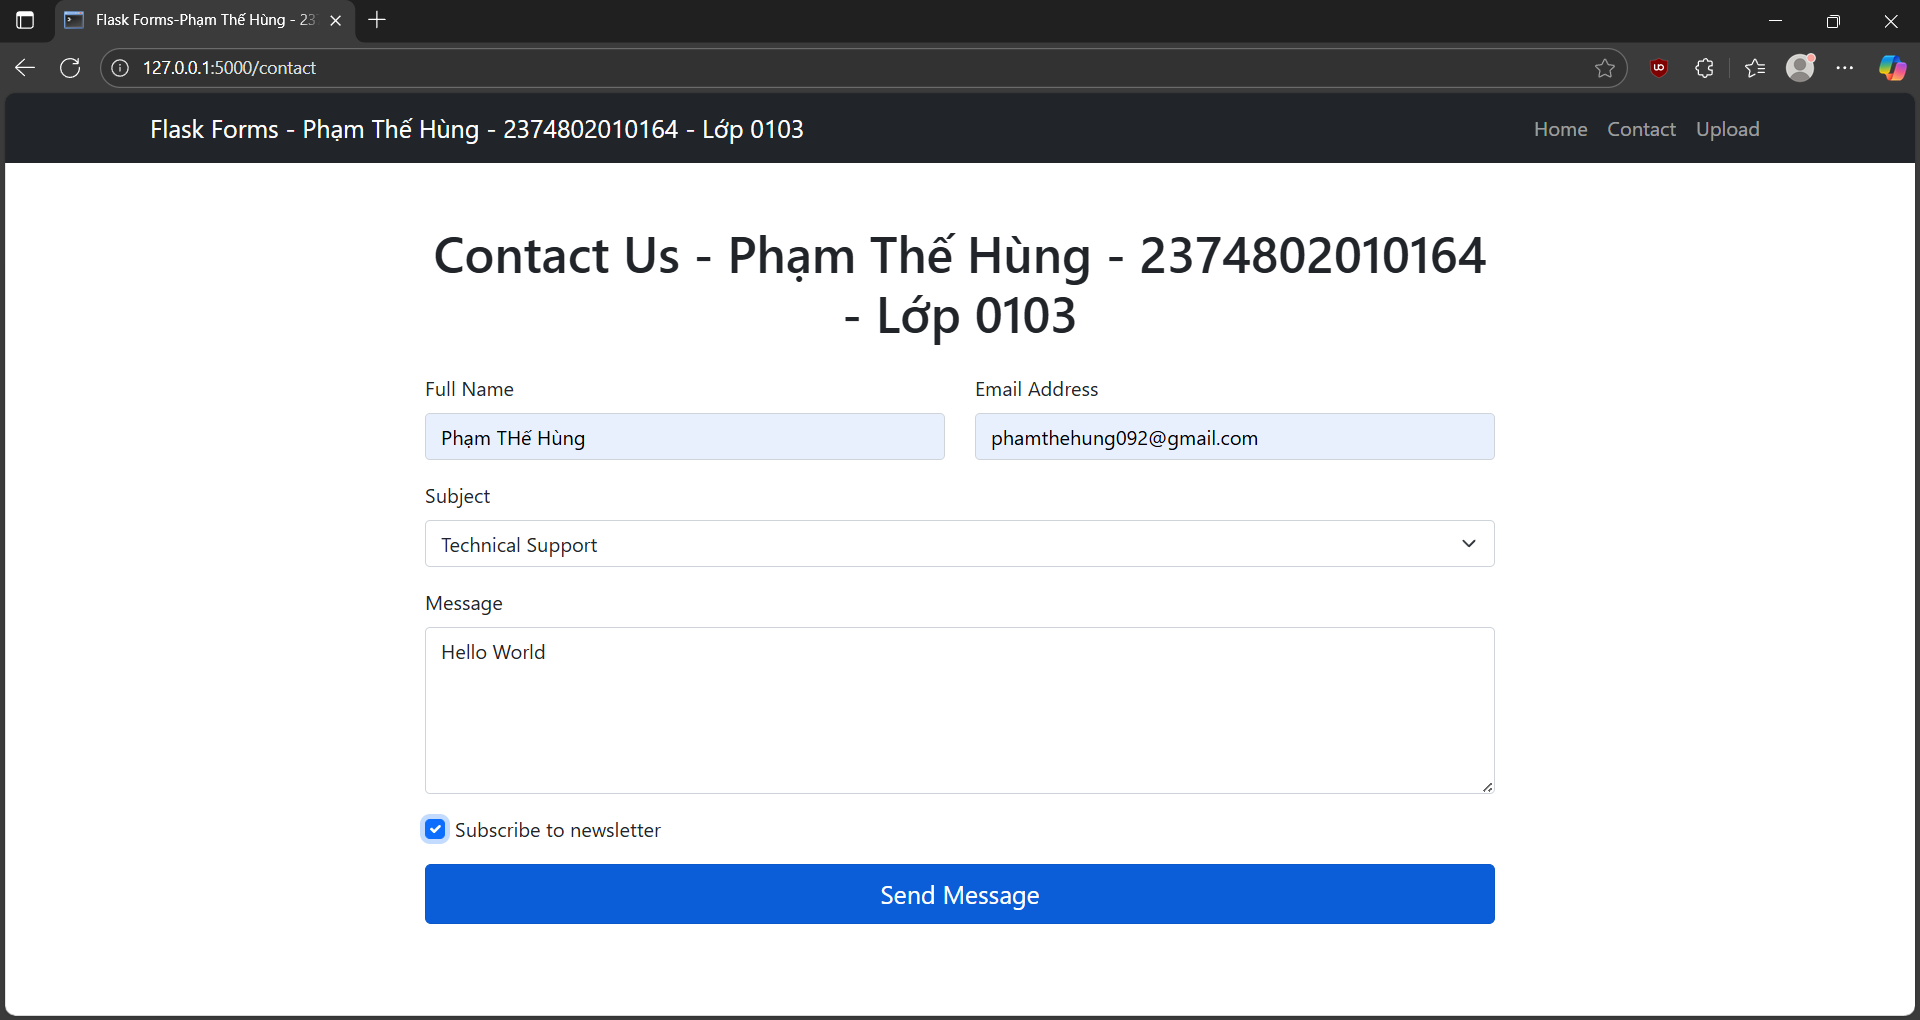 Flask Forms-Phạm Thế Hùng - 23
127.0.0.1:5000/contact
Flask Forms - Phạm Thế Hùng - 2374802010164 - Lớp 0103
Home Contact Upload
Contact Us - Phạm Thế Hùng - 2374802010164
- Lớp 0103
Full Name
Email Address
Phạm THế Hùng
phamthehung092@gmail.com
Subject
Technical Support
Message
Hello World
Subscribe to newsletter
Send Message